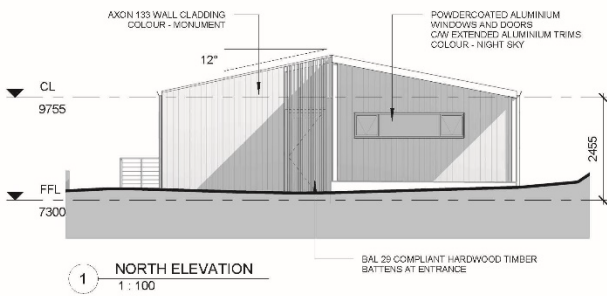 AXON 133 WALL CLADDING
COLOUR - MONUMENT
POWDERCOATED ALUMINIUM
WINDOWS AND DOORS
C/W EXTENDED ALUMINIUM TRIMS
COLOUR - NIGHT SKY
12°
CL
9755
2455
FFL
7300
BAL 29 COMPLIANT HARDWOOD TIMBER
BATTENS AT ENTRANCE
1 NORTH ELEVATION
1 : 100